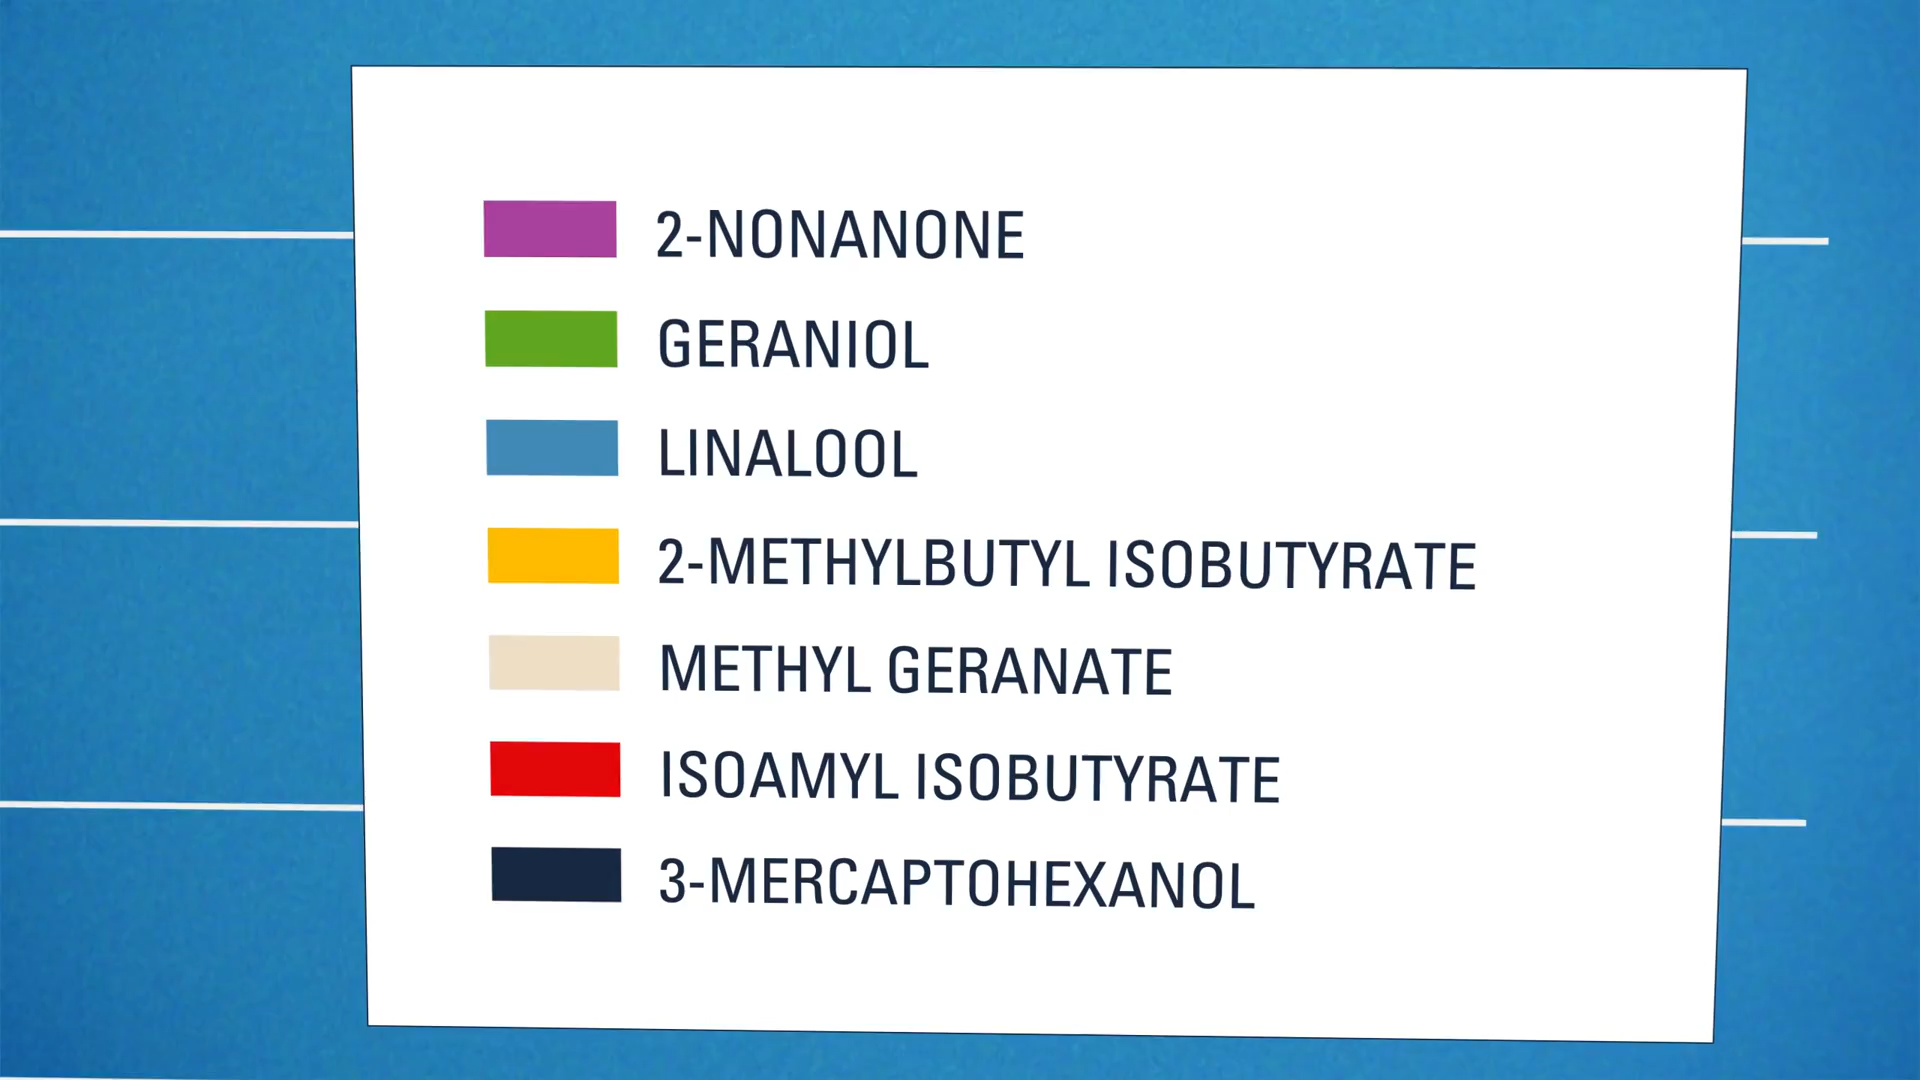 2-NONANONE
GERANIOL
LINALOOL
2-METHYLBUTYL ISOBUTYRATE
METHYL GERANATE
ISOAMYL ISOBUTYRATE
3-MERCAPTOHEXANOL